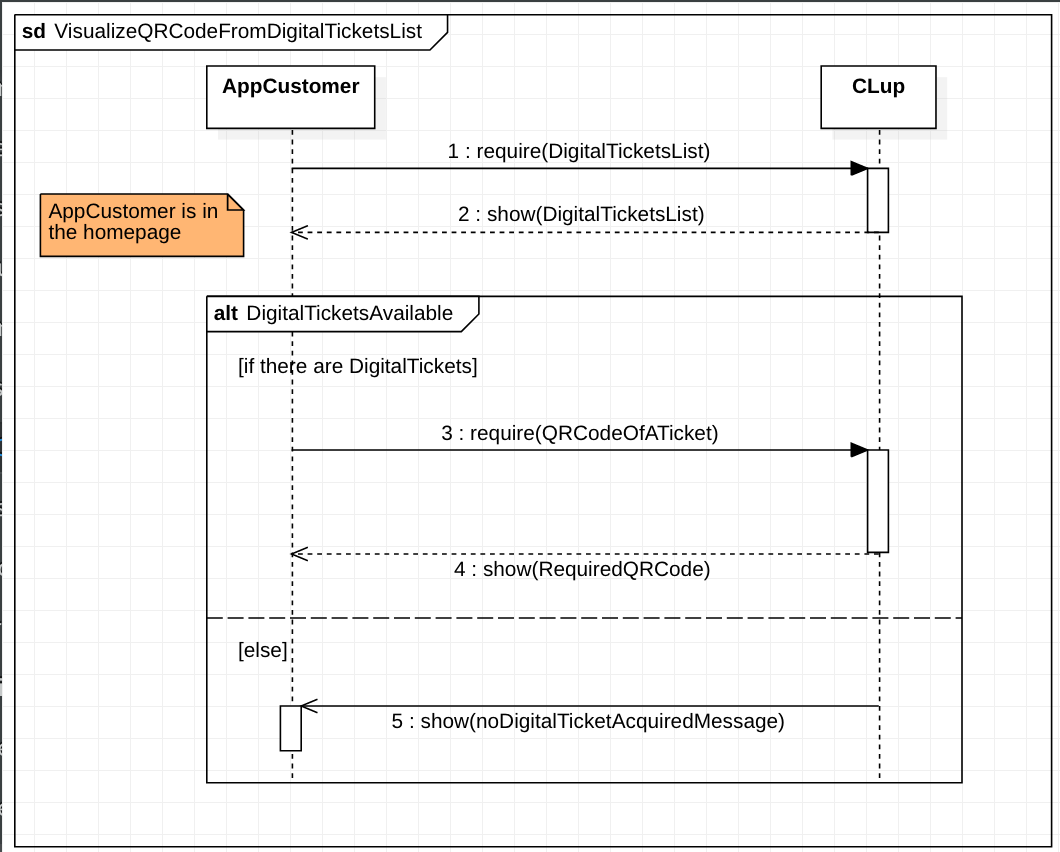 sd VisualizeQRCodeFromDigitalTicketsList
AppCustomer
CLup
1 : require(DigitalTicketsList)
AppCustomer is in
the homepage
2 : show(DigitalTicketsList)
alt DigitalTicketsAvailable
[if there are DigitalTickets]
3 : require(QRCodeOfATicket)
4 : show(RequiredQRCode)
[else]
5 : show(noDigitalTicketAcquiredMessage)